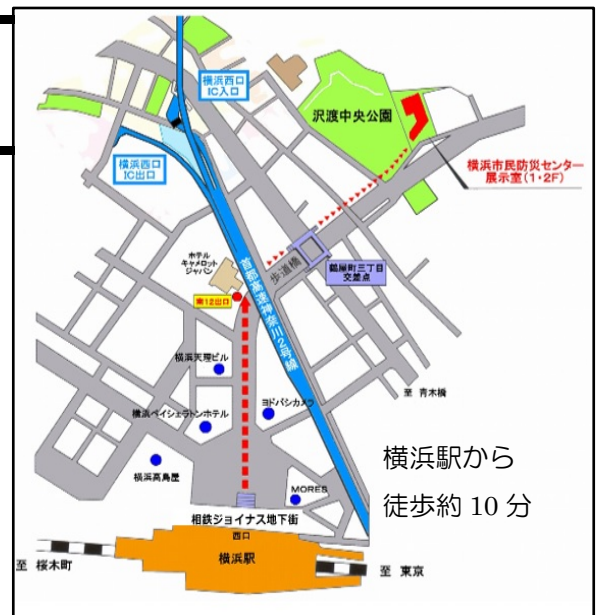 横浜西口
IC入口
沢渡中央公園
横浜西口
IC出口
横浜市民防災センター
展示室(1・2F)
ホテル
キャメロット
ジャパン
南12出口
首都高速神奈川2号線
歩道橋
鶴屋町三丁目
交差点
横浜天理ビル
至 青木橋
横浜ベイシェラトンホテル
ヨドバシカメラ
横浜高島屋
MORES
横浜駅から
徒歩約 10 分
相鉄ジョイナス地下街
西口
横浜駅
至 桜木町
至 東京